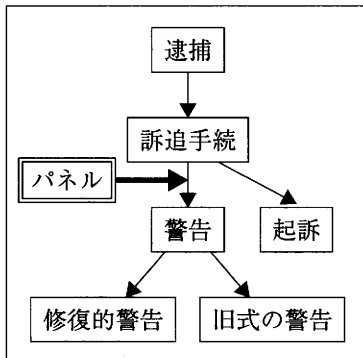 逮捕
訴追手続
パネル
警告
起訴
修復的警告
旧式の警告